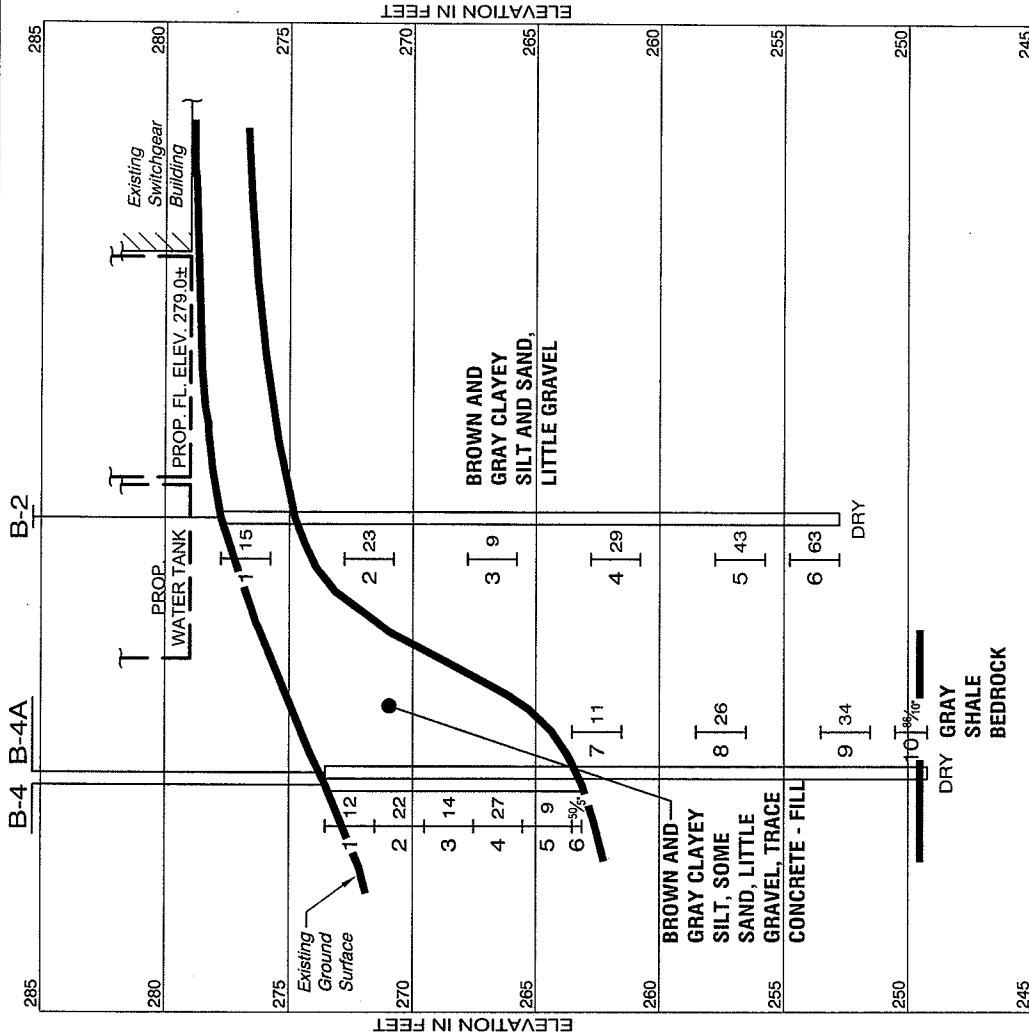 ELEVATION IN FEET
285
280
275
270
265
260
255
250
245
B-4
B-4A
B-2
PROP.
WATER TANK
PROP. FL. ELEV. 279.0±
Existing
Switchgear
Building
Existing
Ground
Surface
1 12
2 22
3 14
4 27
5 9
6 50/5"
7 11
8 26
9 34
10 86/10"
DRY
1 15
2 23
3 9
4 29
5 43
6 63
DRY
BROWN AND
GRAY CLAYEY
SILT, SOME
SAND, LITTLE
GRAVEL, TRACE
CONCRETE - FILL
BROWN AND
GRAY CLAYEY
SILT AND SAND,
LITTLE GRAVEL
GRAY
SHALE
BEDROCK
285
280
275
270
265
260
255
250
245
ELEVATION IN FEET